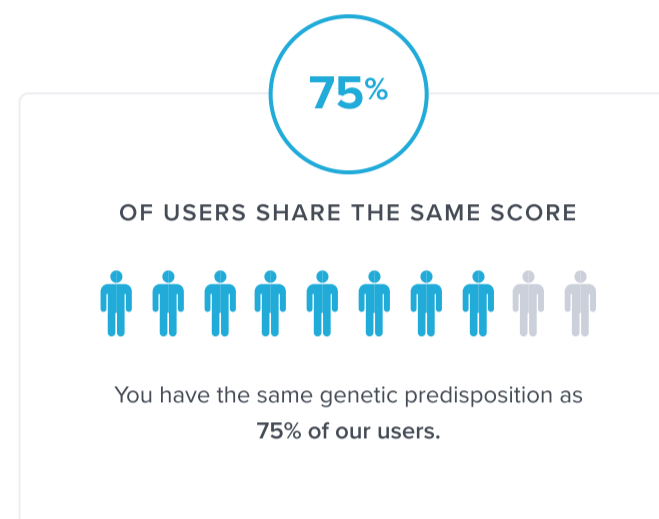 75%
OF USERS SHARE THE SAME SCORE
You have the same genetic predisposition as
75% of our users.